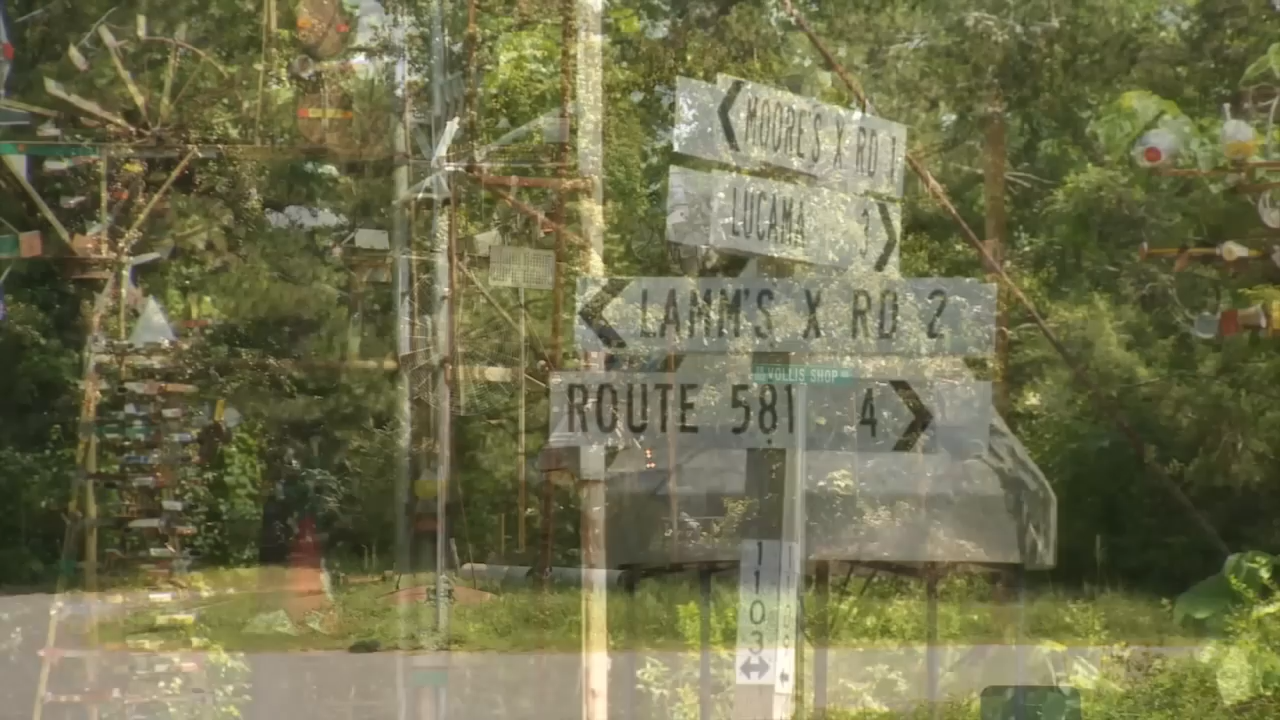 MOORE'S X RD 1
LUCAMA 3
LAMM'S X RD 2
VOLLIS SHOP
ROUTE 581 4
1103